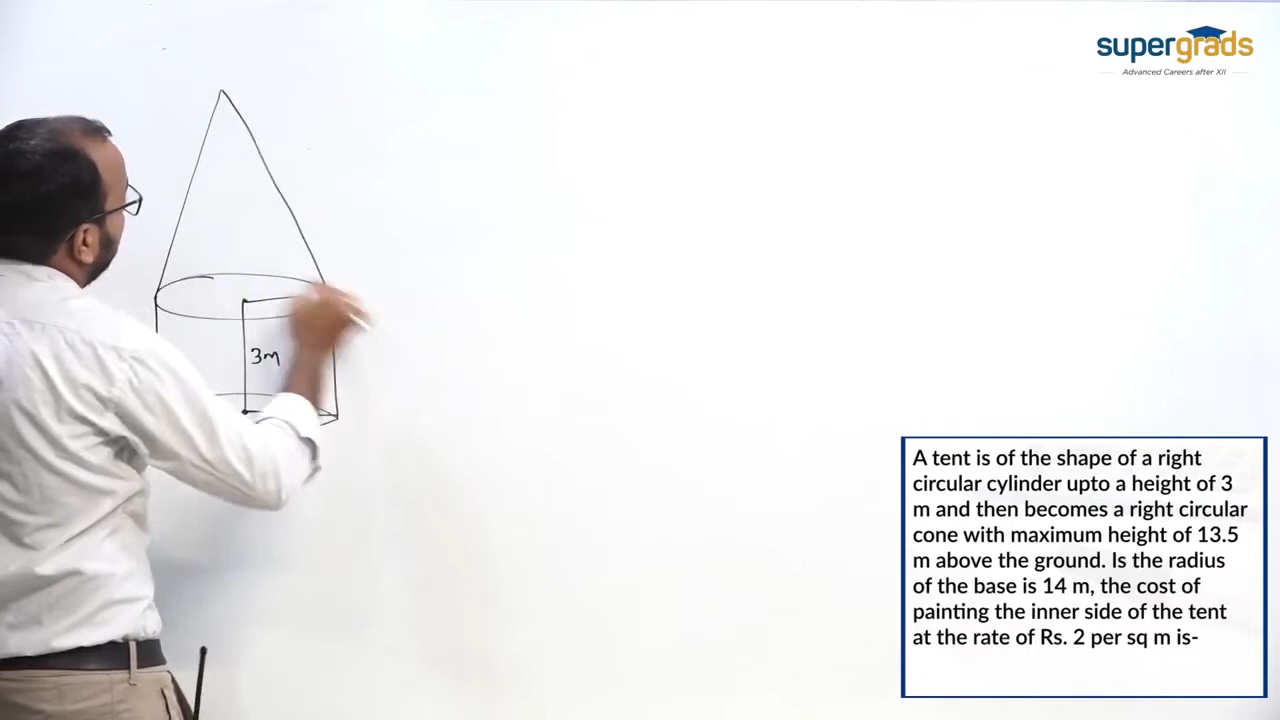 supergrads
Advanced Careers after XII
3m
A tent is of the shape of a right
circular cylinder upto a height of 3
m and then becomes a right circular
cone with maximum height of 13.5
m above the ground. Is the radius
of the base is 14 m, the cost of
painting the inner side of the tent
at the rate of Rs. 2 per sq m is-